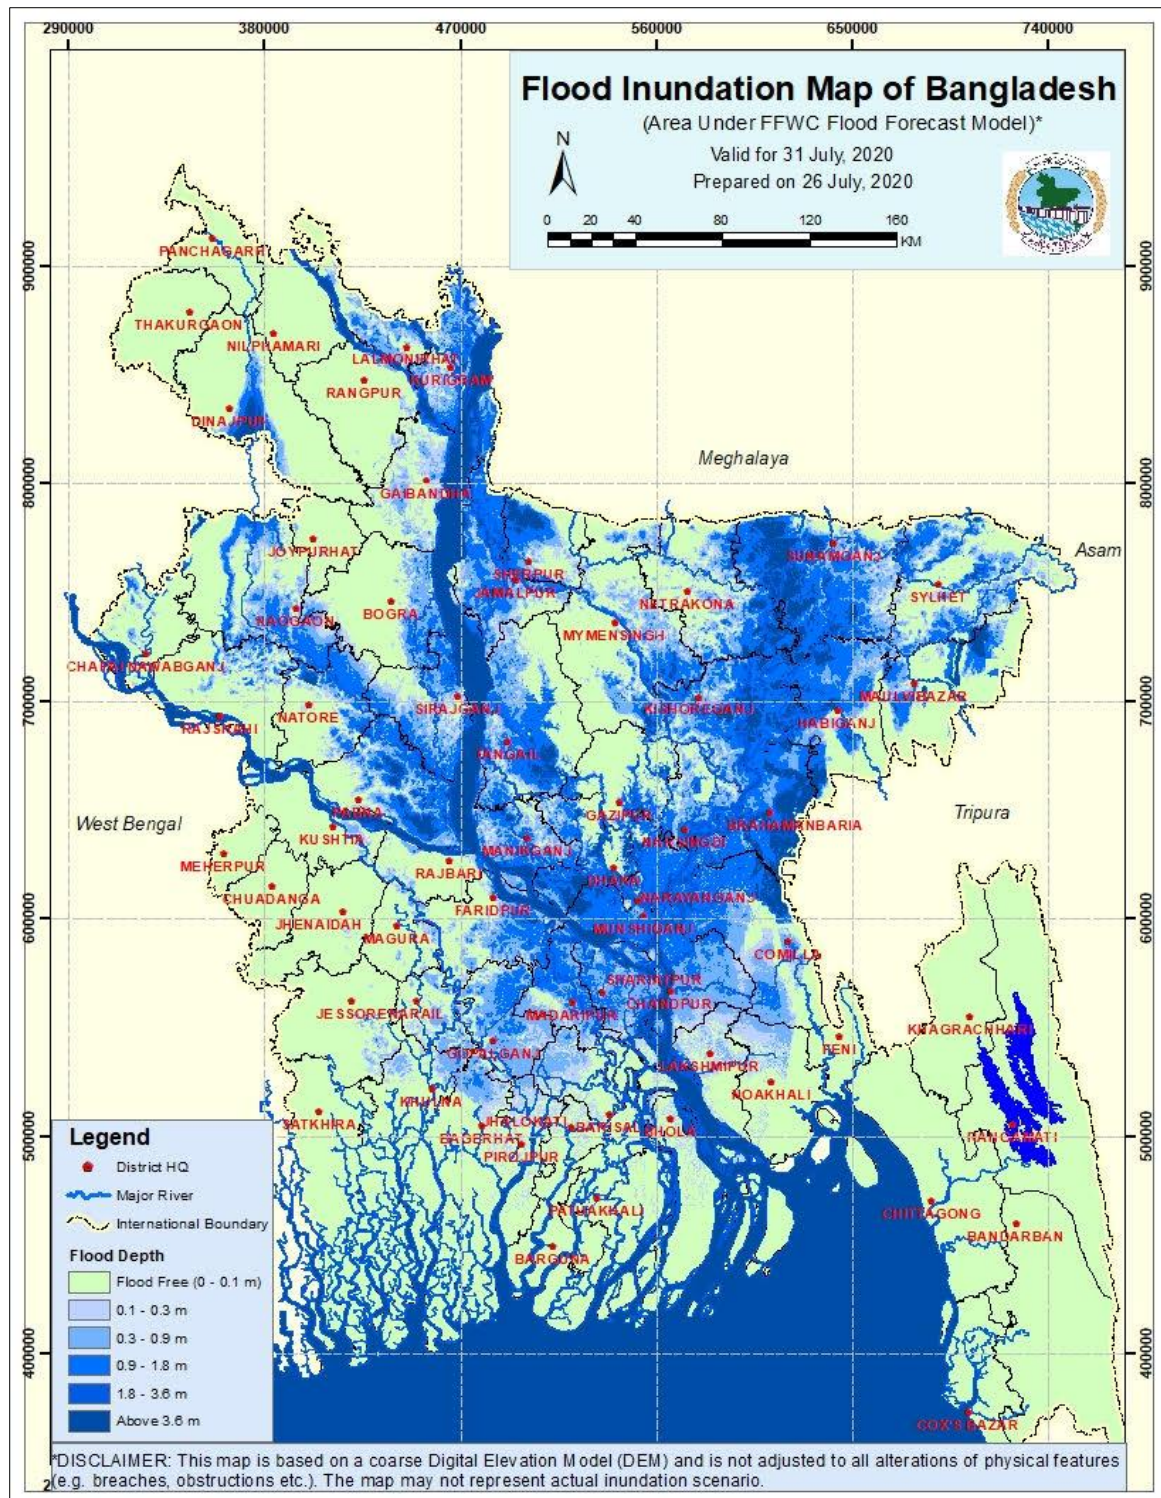 290000 380000 470000 560000 650000 740000
Flood Inundation Map of Bangladesh
(Area Under FFWC Flood Forecast Model)*
Valid for 31 July, 2020
Prepared on 26 July, 2020
N
0 20 40 80 120 160
KM
900000 900000
PANCHAGARH
THAKURGAON
NILPHAMARI
LALMONIRHAT
KURIGRAM
RANGPUR
DINAJPUR
Meghalaya
GAIBANDHA
800000 800000
JOYPURHAT
SUNAMGANJ
Asam
SHERPUR
JAMALPUR
SYLHET
NETRAKONA
BOGRA
NAOGAON
MYMENSINGH
CHAPAINAWABGANJ
MAULVIBAZAR
700000 700000
SIRAJGANJ
KISHOREGANJ
NATORE
HABIGANJ
RAJSHAHI
TANGAIL
PABNA
GAZIPUR
BRAHAMANBARIA
Tripura
West Bengal
KUSHTIA
NARSINGDI
MANIKGANJ
MEHERPUR
RAJBARI
DHAKA
CHUADANGA
NARAYANGANJ
FARIDPUR
600000 600000
JHENAIDAH
MUNSHIGANJ
MAGURA
COMILLA
SHARIATPUR
CHANDPUR
JESSORE
NARAIL
MADARIPUR
KHAGRACHHARI
FENI
GOPALGANJ
LAKSHMIPUR
NOAKHALI
KHULNA
SATKHIRA
JHALOKATI
BARISAL
BHOLA
BAGERHAT
RANGAMATI
500000 500000
PIROJPUR
PATUAKHALI
CHITTAGONG
BANDARBAN
BARGUNA
400000 400000
COX'S BAZAR
Legend
District HQ
Major River
International Boundary
Flood Depth
Flood Free (0 - 0.1 m)
0.1 - 0.3 m
0.3 - 0.9 m
0.9 - 1.8 m
1.8 - 3.6 m
Above 3.6 m
*DISCLAIMER: This map is based on a coarse Digital Elevation Model (DEM) and is not adjusted to all alterations of physical features
(e.g. breaches, obstructions etc.). The map may not represent actual inundation scenario.